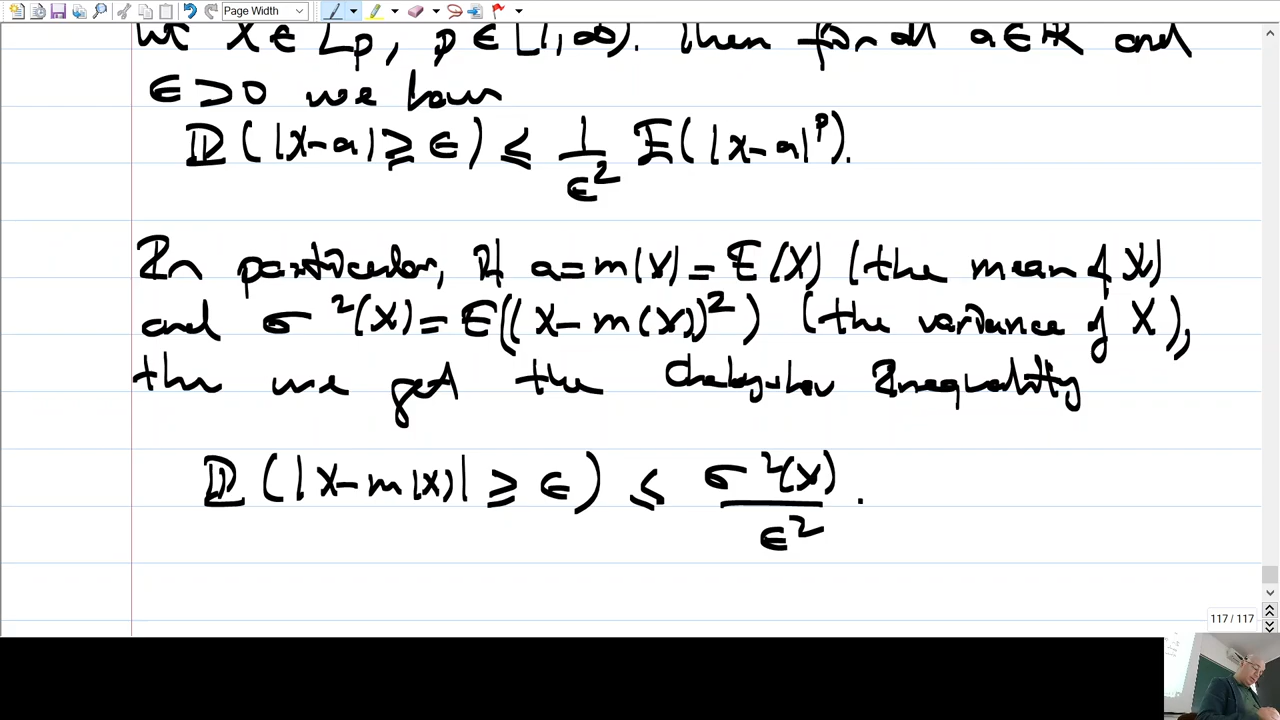 Page Width
Let X ∈ Lp, p ∈ [1, ∞). Then for all a ∈ ℝ and
ϵ > 0 we have
ℙ(|X-a| ≥ ϵ) ≤ 1/ϵ² E(|X-a|^p).
In particular, if a = m(X) = E(X) (the mean of X)
and σ²(X) = E((X - m(X))²) (the variance of X),
the we get the Chebyshev Inequality
ℙ(|X - m(X)| ≥ ϵ) ≤ σ²(X)/ϵ².
117 / 117